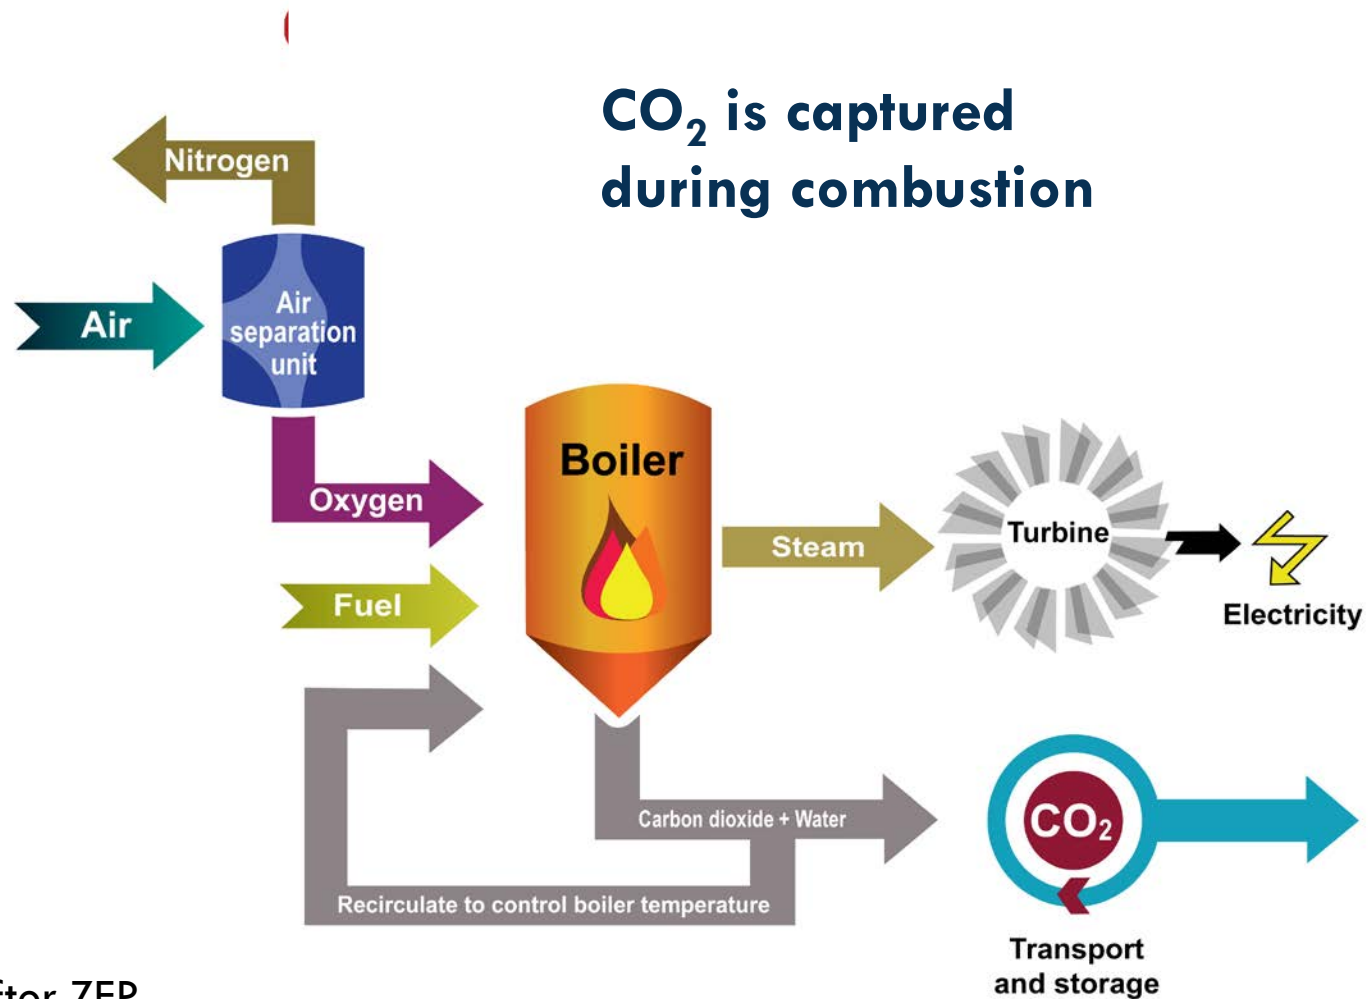 CO₂ is captured
during combustion
Nitrogen
Air
Air
separation
unit
Oxygen
Boiler
Fuel
Steam
Turbine
Electricity
Carbon dioxide + Water
Recirculate to control boiler temperature
CO₂
Transport
and storage
ZEP